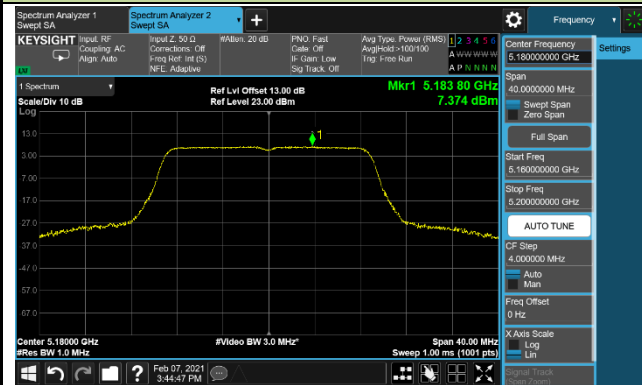 Spectrum Analyzer 1
Swept SA
Spectrum Analyzer 2
Swept SA
+
Frequency
KEYSIGHT
Input: RF
Coupling: AC
Align: Auto
Input Z: 50 Ω
Corrections: Off
Freq Ref: Int (S)
NFE: Adaptive
#Atten: 20 dB
PNO: Fast
Gate: Off
IF Gain: Low
Sig Track: Off
Avg Type: Power (RMS)
Avg|Hold:>100/100
Trig: Free Run
1 2 3 4 5 6
A W W W W W
A P N N N N
LXI
1 Spectrum
Scale/Div 10 dB
Ref Lvl Offset 13.00 dB
Ref Level 23.00 dBm
Mkr1 5.183 80 GHz
7.374 dBm
Log
13.0
3.00
-7.00
-17.0
-27.0
-37.0
-47.0
-57.0
-67.0
1
Center 5.18000 GHz
#Res BW 1.0 MHz
#Video BW 3.0 MHz*
Span 40.00 MHz
Sweep 1.00 ms (1001 pts)
Center Frequency
5.180000000 GHz
Span
40.0000000 MHz
Swept Span
Zero Span
Full Span
Start Freq
5.160000000 GHz
Stop Freq
5.200000000 GHz
AUTO TUNE
CF Step
4.000000 MHz
Auto
Man
Freq Offset
0 Hz
X Axis Scale
Log
Lin
Signal Track
(Span Zoom)
Settings
?
Feb 07, 2021
3:44:47 PM